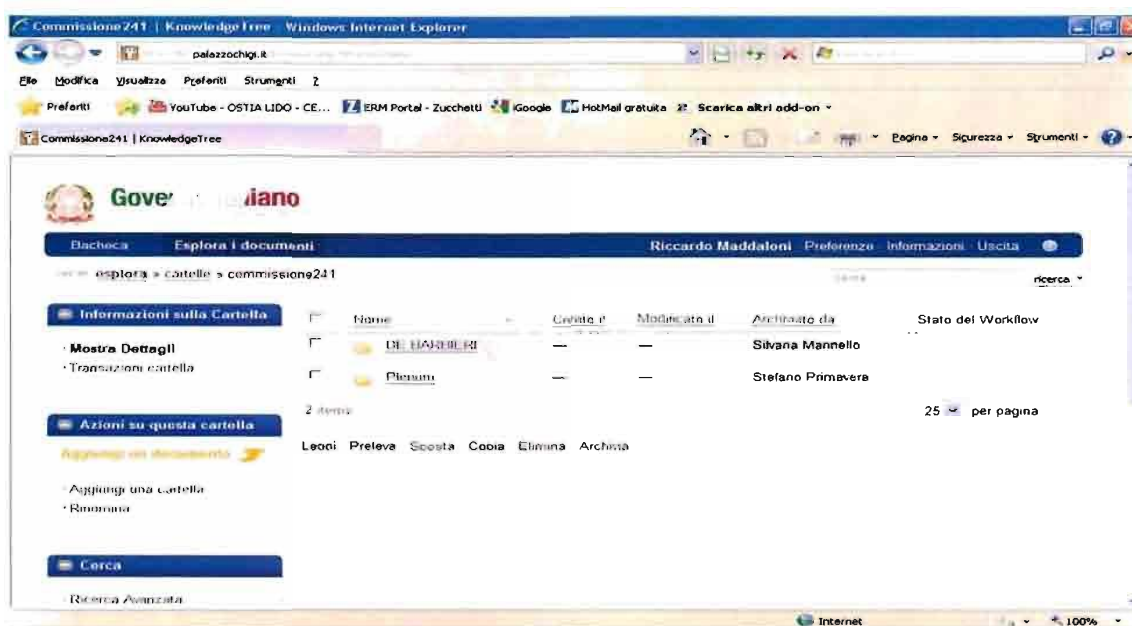 Commissione241 | KnowledgeTree - Windows Internet Explorer
palazzochigi.it
File Modifica Visualizza Preferiti Strumenti ?
Preferiti YouTube - OSTIA LIDO - CE... ERM Portal - Zucchetti iGoogle HotMail gratuita Scarica altri add-on
Commissione241 | KnowledgeTree Pagina Sicurezza Strumenti
Gove iano
Bacheca Esplora i documenti Riccardo Maddaloni Preferenze Informazioni Uscita
esplora » cartelle » commissione241 ricerca
Informazioni sulla Cartella Nome Creato il Modificato il Archiviato da Stato del Workflow
· Mostra Dettagli DE BARBIERI — — Silvana Mannello
· Transazioni cartella Plenum — — Stefano Primavera
2 items 25 per pagina
Azioni su questa cartella
Leggi Preleva Sposta Copia Elimina Archivia
Aggiungi un documento
· Aggiungi una cartella
· Rinomina
Cerca
· Ricerca Avanzata
Internet 100%